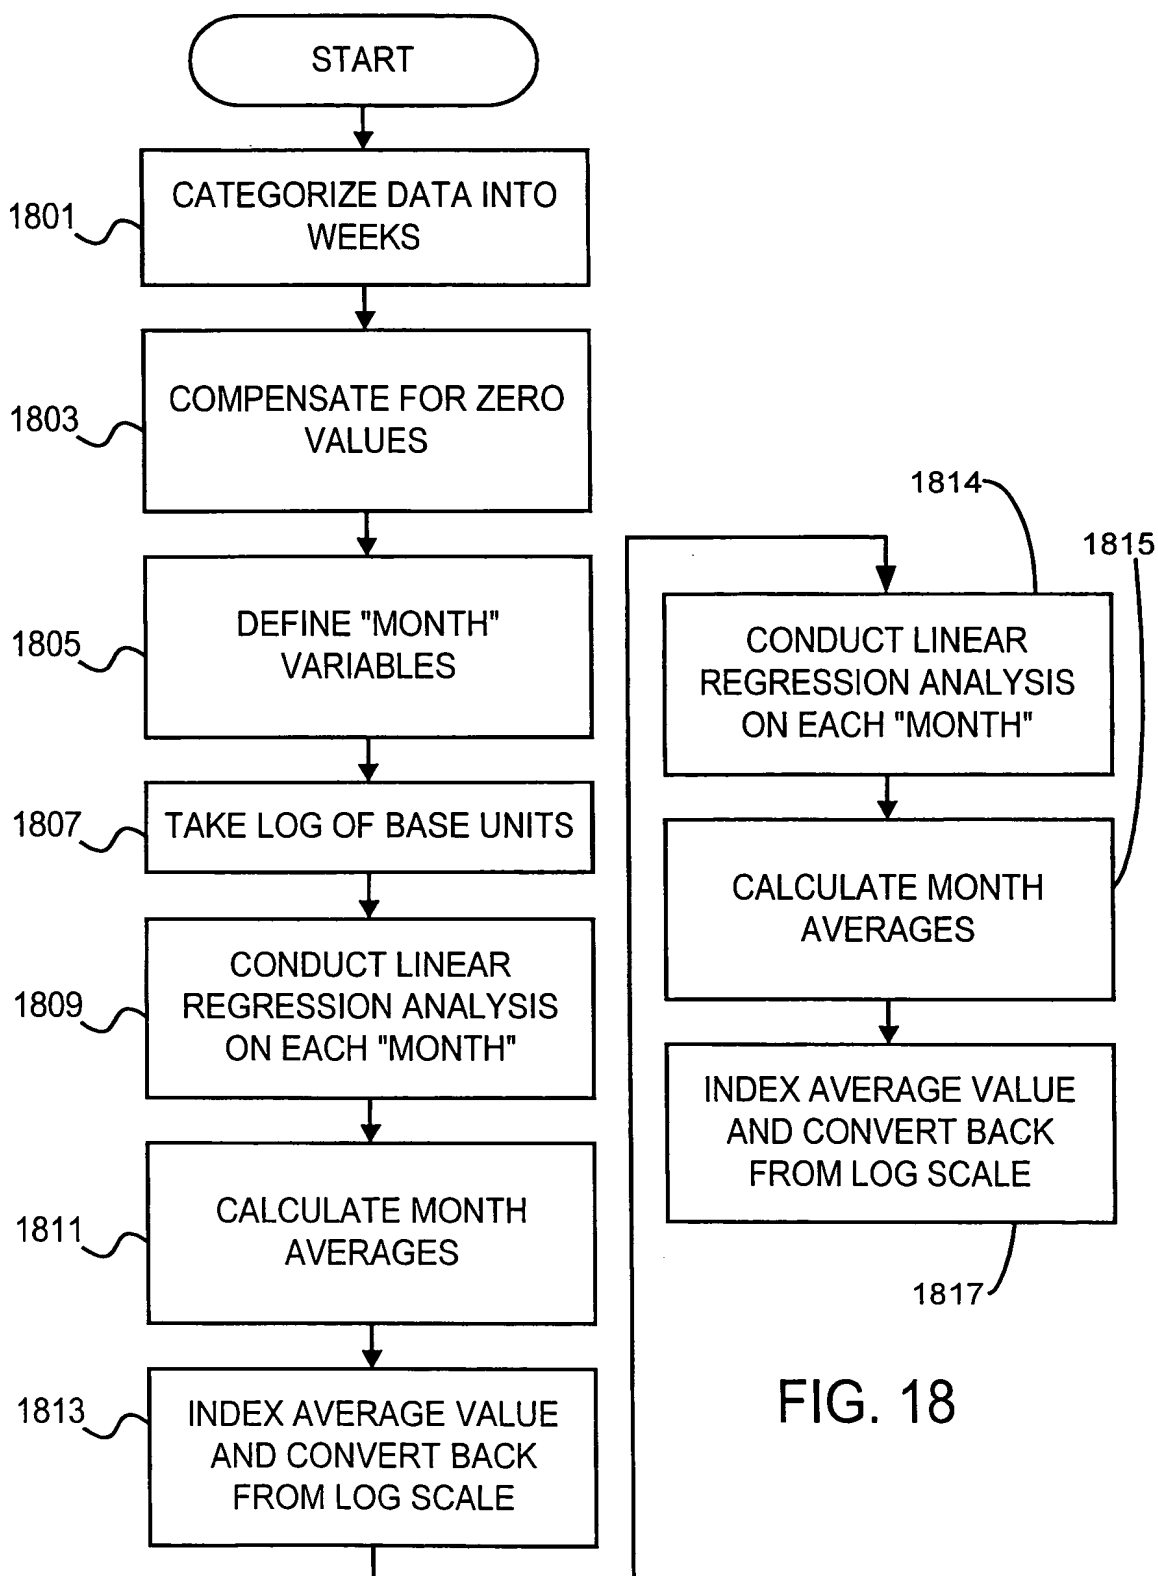 START
1801
CATEGORIZE DATA INTO
WEEKS
1803
COMPENSATE FOR ZERO
VALUES
1805
DEFINE "MONTH"
VARIABLES
1807
TAKE LOG OF BASE UNITS
1809
CONDUCT LINEAR
REGRESSION ANALYSIS
ON EACH "MONTH"
1811
CALCULATE MONTH
AVERAGES
1813
INDEX AVERAGE VALUE
AND CONVERT BACK
FROM LOG SCALE
1814
CONDUCT LINEAR
REGRESSION ANALYSIS
ON EACH "MONTH"
1815
CALCULATE MONTH
AVERAGES
INDEX AVERAGE VALUE
AND CONVERT BACK
FROM LOG SCALE
1817
FIG. 18